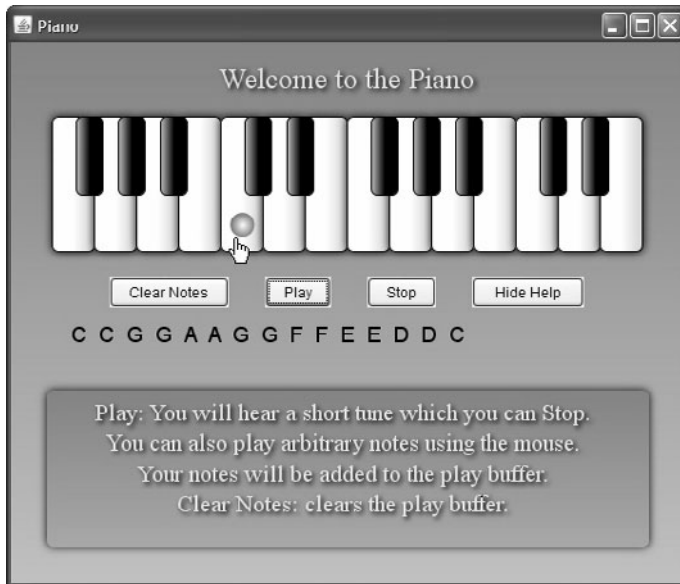 Piano
Welcome to the Piano
Clear Notes Play Stop Hide Help
C C G G A A G G F F E E D D C
Play: You will hear a short tune which you can Stop.
You can also play arbitrary notes using the mouse.
Your notes will be added to the play buffer.
Clear Notes: clears the play buffer.